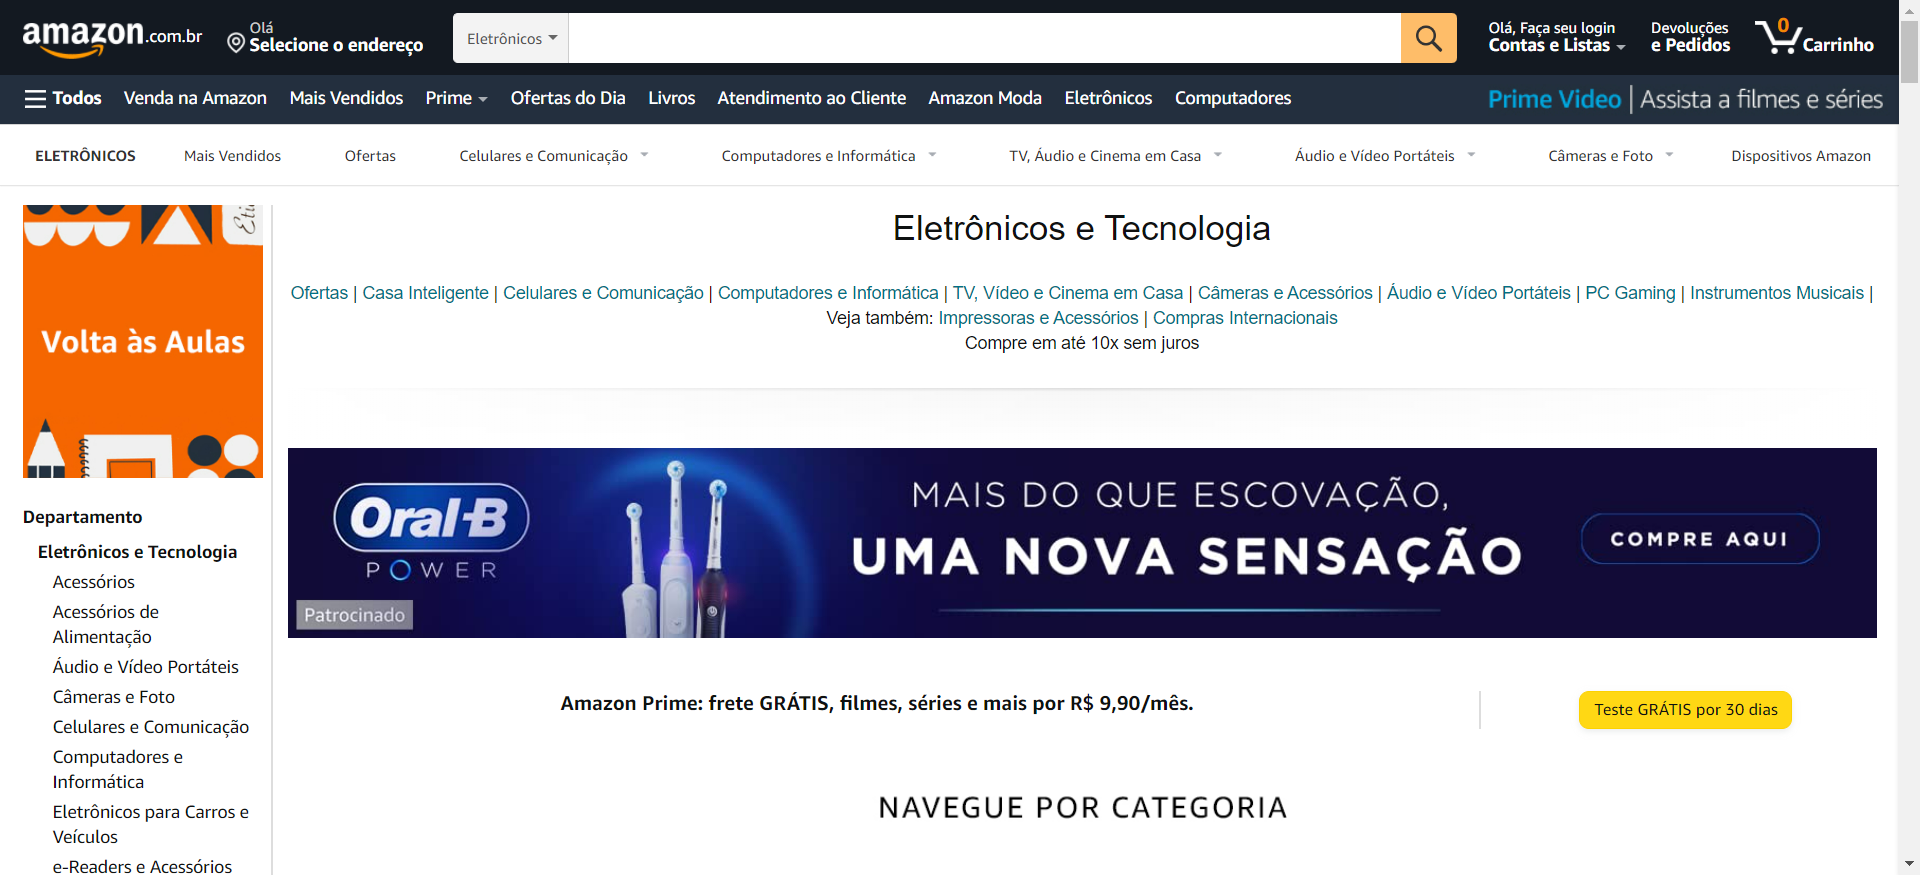 amazon.com.br
Olá
Selecione o endereço
Eletrônicos
Olá, Faça seu login
Contas e Listas
Devoluções
e Pedidos
0
Carrinho
Todos
Venda na Amazon
Mais Vendidos
Prime
Ofertas do Dia
Livros
Atendimento ao Cliente
Amazon Moda
Eletrônicos
Computadores
Prime Video | Assista a filmes e séries
ELETRÔNICOS
Mais Vendidos
Ofertas
Celulares e Comunicação
Computadores e Informática
TV, Áudio e Cinema em Casa
Áudio e Vídeo Portáteis
Câmeras e Foto
Dispositivos Amazon
Volta às Aulas
Departamento
Eletrônicos e Tecnologia
Acessórios
Acessórios de
Alimentação
Áudio e Vídeo Portáteis
Câmeras e Foto
Celulares e Comunicação
Computadores e
Informática
Eletrônicos para Carros e
Veículos
e-Readers e Acessórios
Eletrônicos e Tecnologia
Ofertas | Casa Inteligente | Celulares e Comunicação | Computadores e Informática | TV, Vídeo e Cinema em Casa | Câmeras e Acessórios | Áudio e Vídeo Portáteis | PC Gaming | Instrumentos Musicais |
Veja também: Impressoras e Acessórios | Compras Internacionais
Compre em até 10x sem juros
Oral-B
POWER
Patrocinado
MAIS DO QUE ESCOVAÇÃO,
UMA NOVA SENSAÇÃO
COMPRE AQUI
Amazon Prime: frete GRÁTIS, filmes, séries e mais por R$ 9,90/mês.
Teste GRÁTIS por 30 dias
NAVEGUE POR CATEGORIA